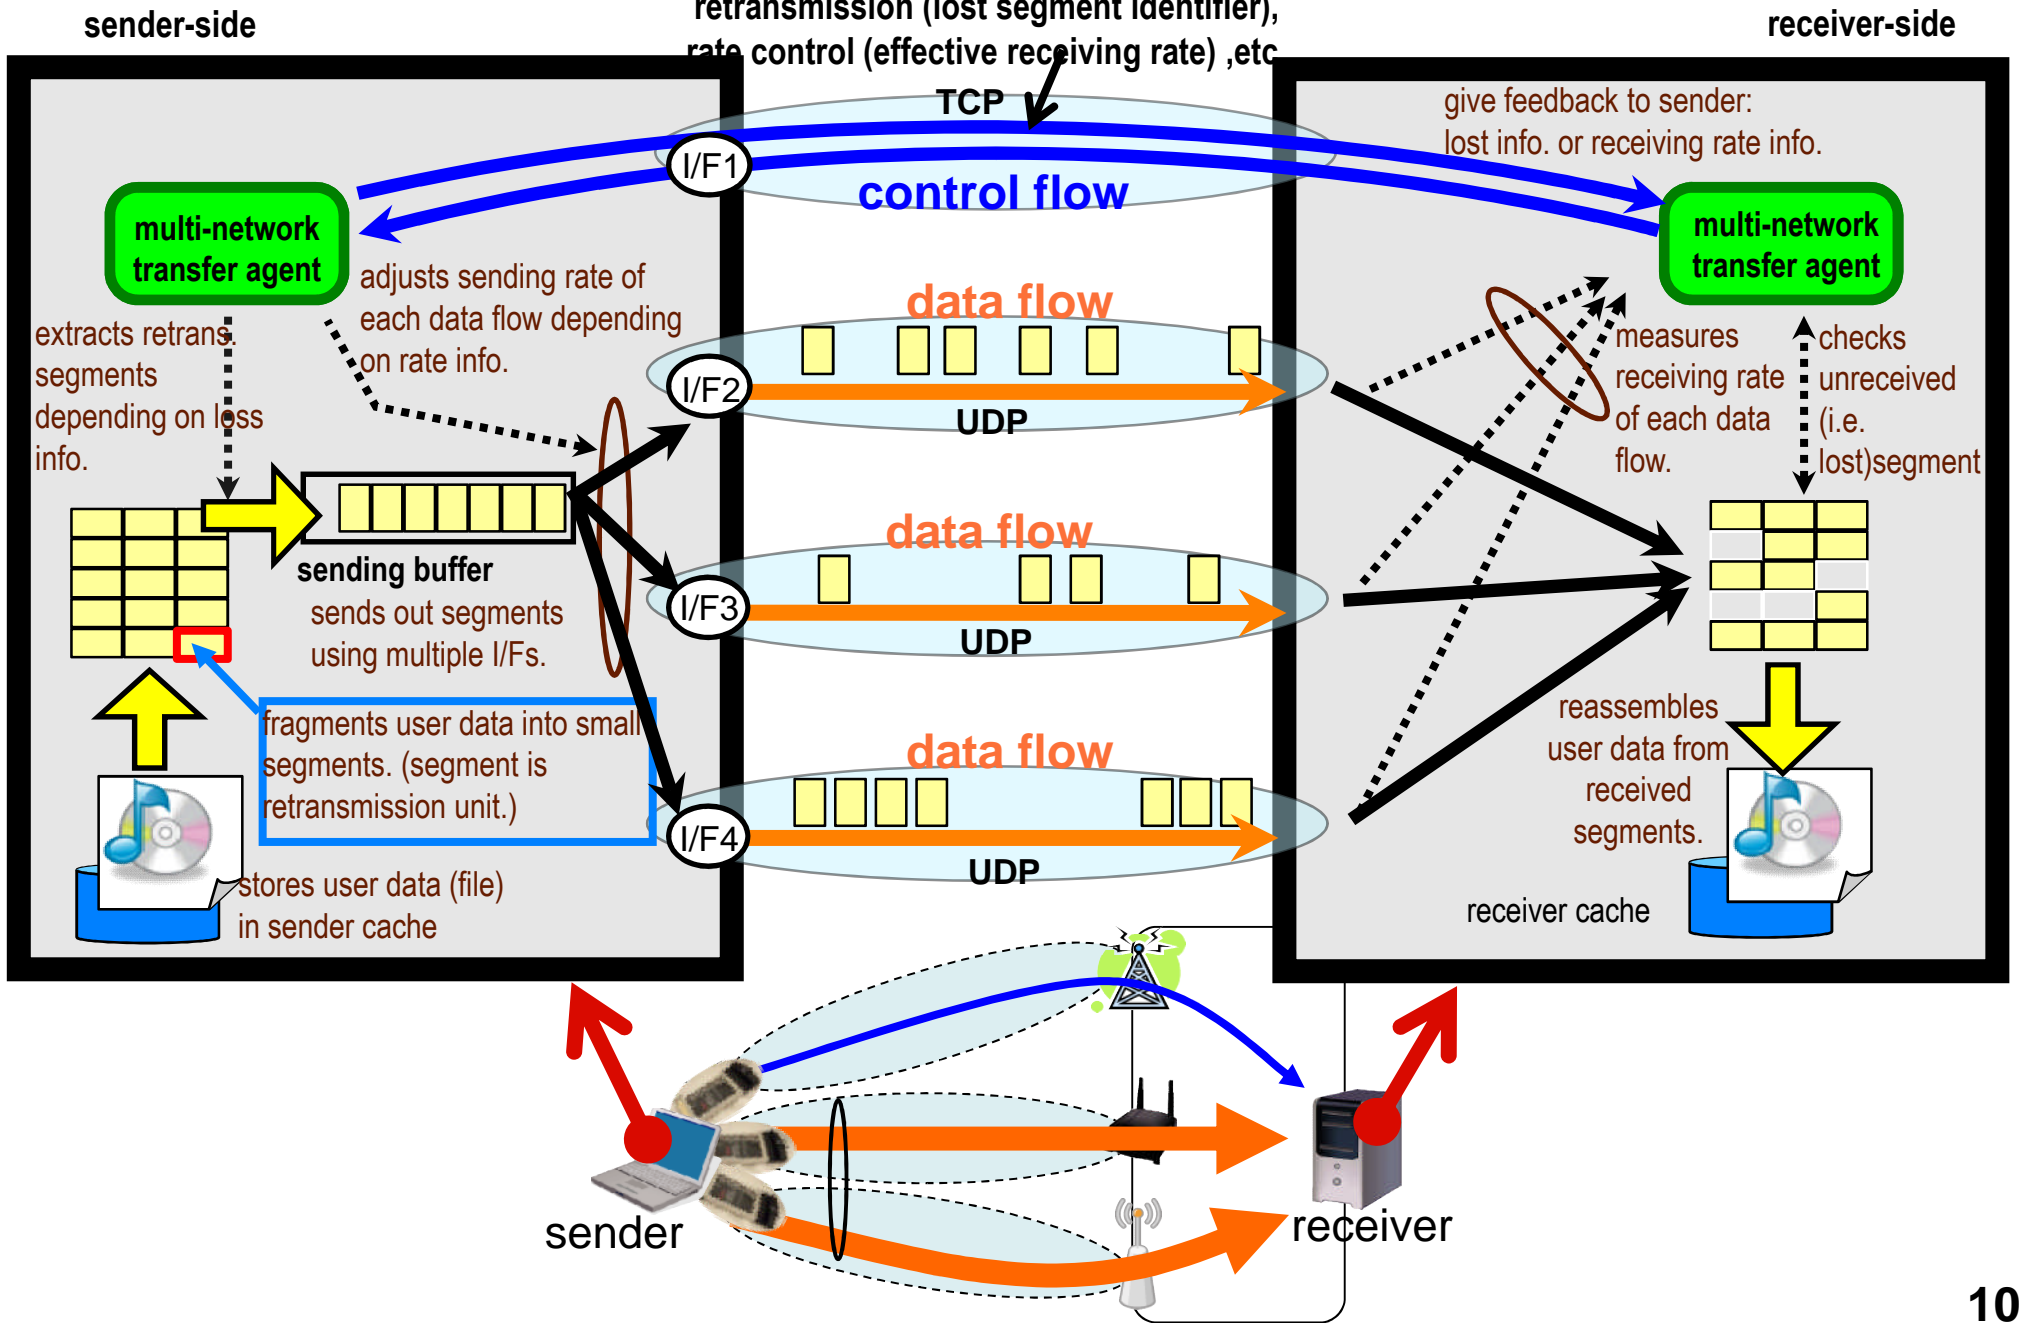 sender-side
retransmission (lost segment identifier),
rate control (effective receiving rate) ,etc
receiver-side
TCP
I/F1
control flow
give feedback to sender:
lost info. or receiving rate info.
multi-network
transfer agent
multi-network
transfer agent
adjusts sending rate of
each data flow depending
on rate info.
extracts retrans.
segments
depending on loss
info.
data flow
I/F2
UDP
measures
receiving rate
of each data
flow.
checks
unreceived
(i.e.
lost)segment
sending buffer
sends out segments
using multiple I/Fs.
data flow
I/F3
UDP
fragments user data into small
segments. (segment is
retransmission unit.)
data flow
I/F4
UDP
reassembles
user data from
received
segments.
stores user data (file)
in sender cache
receiver cache
sender
receiver
10